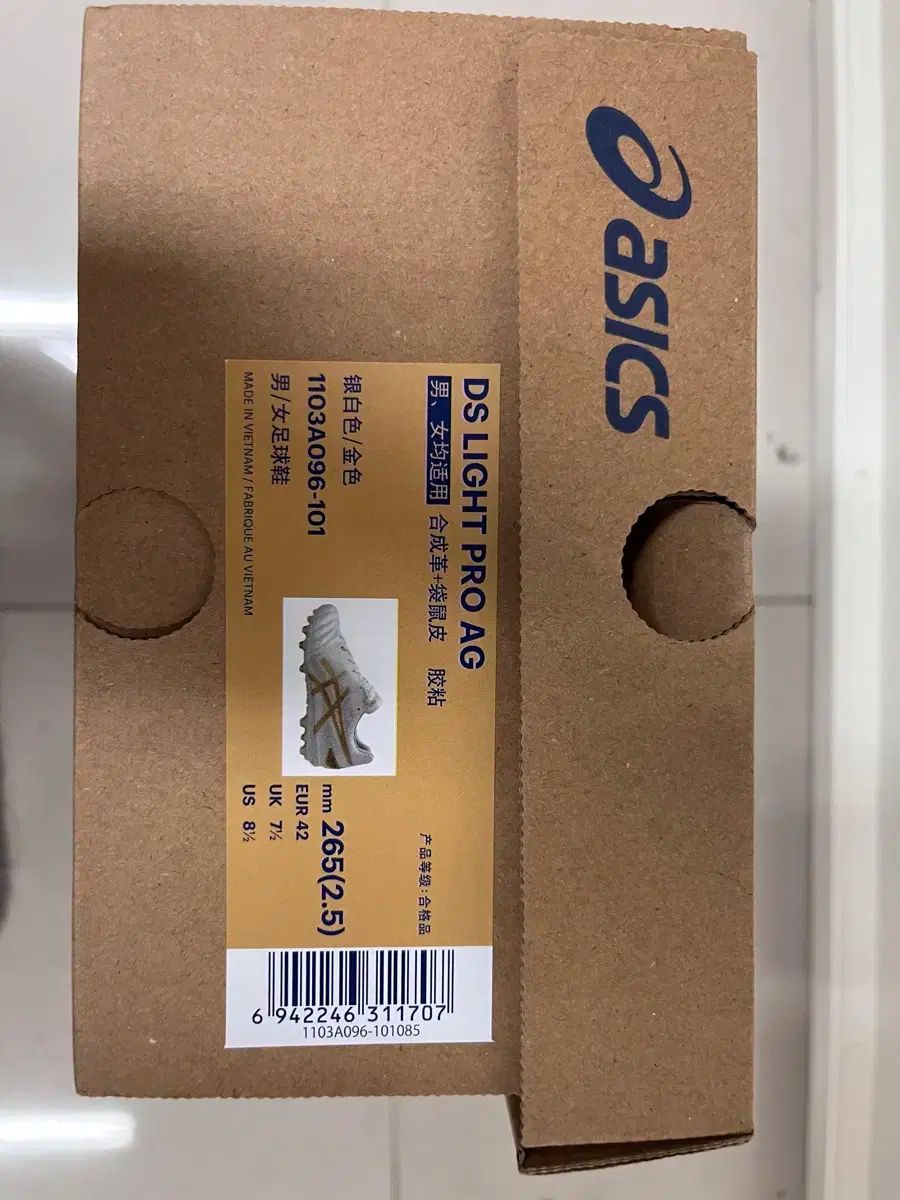 asics
DS LIGHT PRO AG
男、女均适用 合成革+袋鼠皮 胶粘
产品等级:合格品
银白色/金色
1103A096-101
男/女足球鞋
MADE IN VIETNAM / FABRIQUE AU VIETNAM
mm 265(2.5)
EUR 42
UK 7½
US 8½
6 942246 311707
1103A096-101085